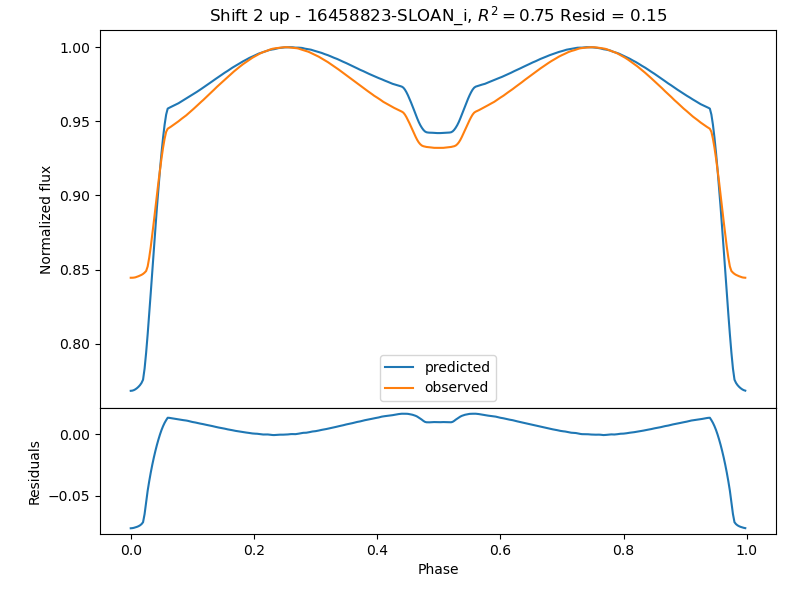 Shift 2 up - 16458823-SLOAN_i, R² = 0.75 Resid = 0.15
1.00
0.95
0.90
0.85
0.80
Normalized flux
predicted
observed
0.00
−0.05
Residuals
0.0 0.2 0.4 0.6 0.8 1.0
Phase